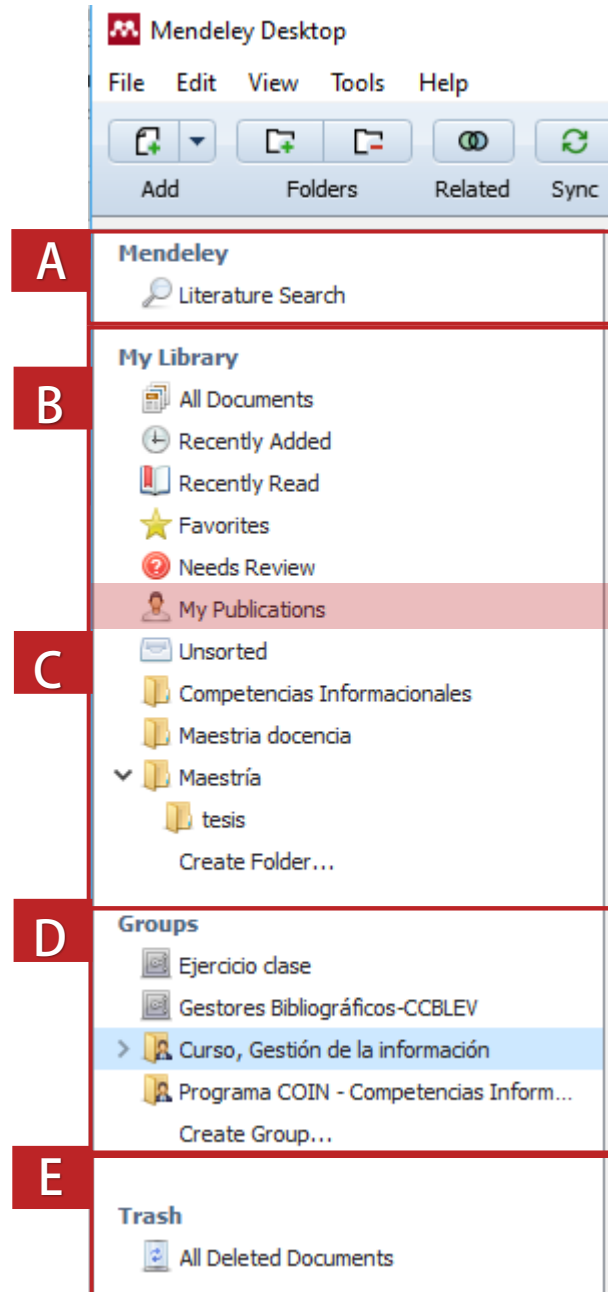 Mendeley Desktop
File Edit View Tools Help
Add Folders Related Sync
A
Mendeley
Literature Search
My Library
B
All Documents
Recently Added
Recently Read
Favorites
Needs Review
My Publications
C
Unsorted
Competencias Informacionales
Maestria docencia
Maestría
tesis
Create Folder...
D
Groups
Ejercicio clase
Gestores Bibliográficos-CCBLEV
Curso, Gestión de la información
Programa COIN - Competencias Inform...
Create Group...
E
Trash
All Deleted Documents